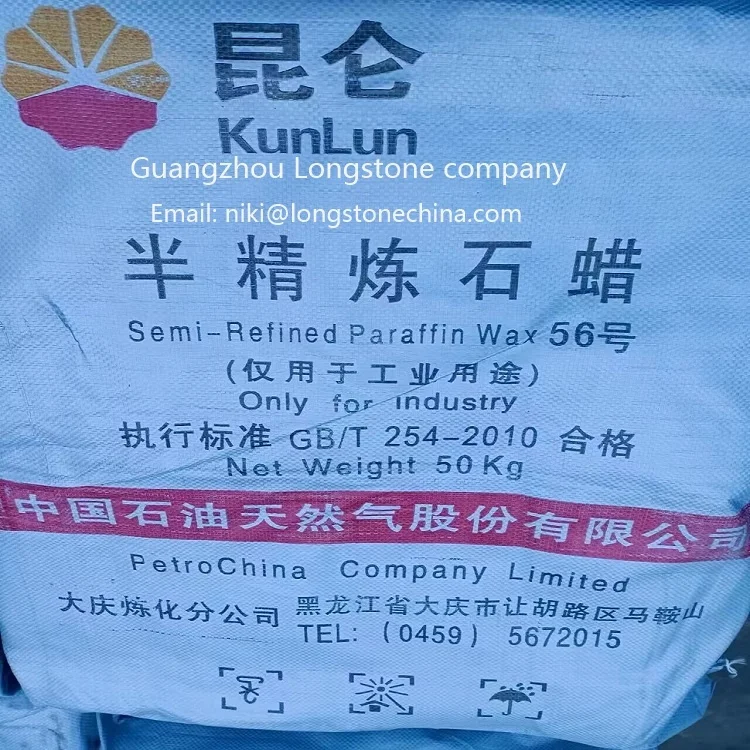 昆仑
KunLun
Guangzhou Longstone company
Email: niki@longstonechina.com
半精炼石蜡
Semi-Refined Paraffin Wax 56号
(仅用于工业用途)
Only for industry
执行标准 GB/T 254-2010 合格
Net Weight 50Kg
中国石油天然气股份有限公司
PetroChina Company Limited
大庆炼化分公司 黑龙江省大庆市让胡路区马鞍山
TEL: (0459) 5672015